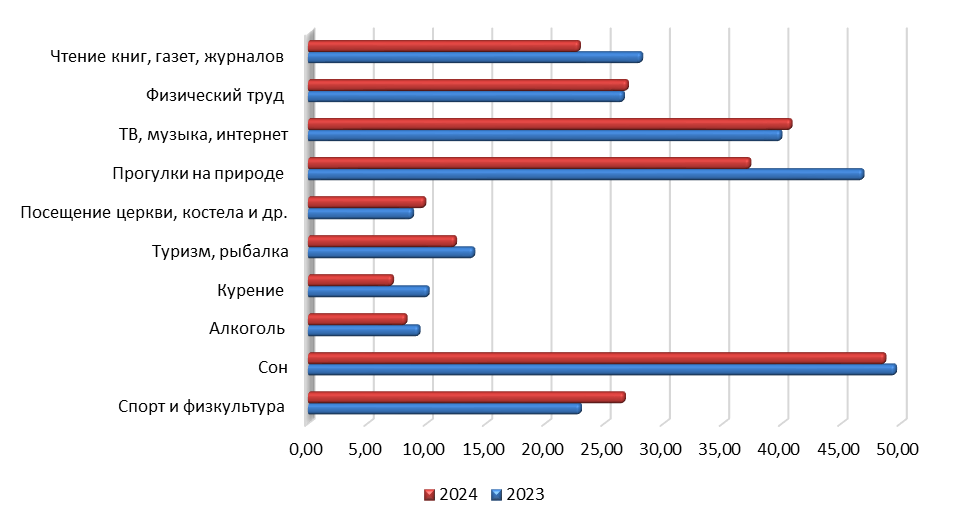 Чтение книг, газет, журналов
Физический труд
ТВ, музыка, интернет
Прогулки на природе
Посещение церкви, костела и др.
Туризм, рыбалка
Курение
Алкоголь
Сон
Спорт и физкультура
0,00 5,00 10,00 15,00 20,00 25,00 30,00 35,00 40,00 45,00 50,00
2024 2023